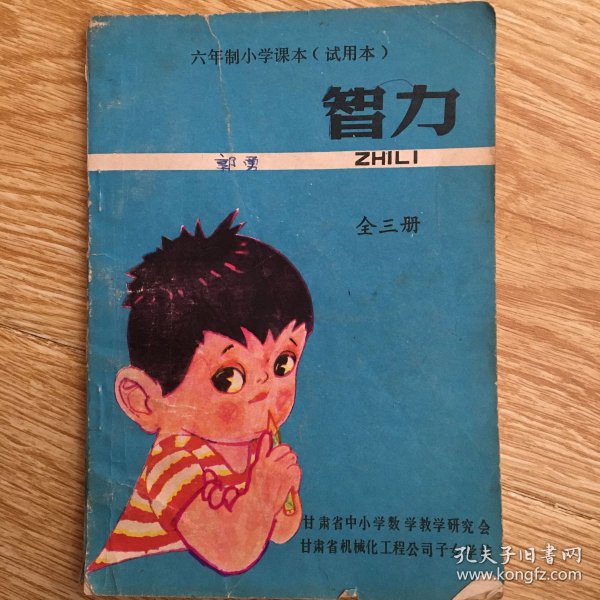 六年制小学课本（试用本）
智力
郭勇
ZHILI
全三册
甘肃省中小学数学教学研究会
甘肃省机械化工程公司子女学
孔夫子旧书网
www.kongfz.com